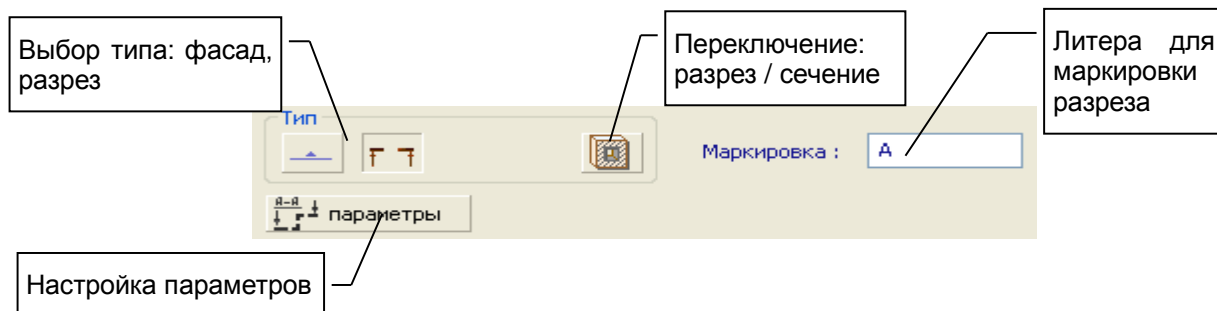 Выбор типа: фасад,
разрез
Переключение:
разрез / сечение
Литера для
маркировки
разреза
Тип
Маркировка :
A
A-A
параметры
Настройка параметров